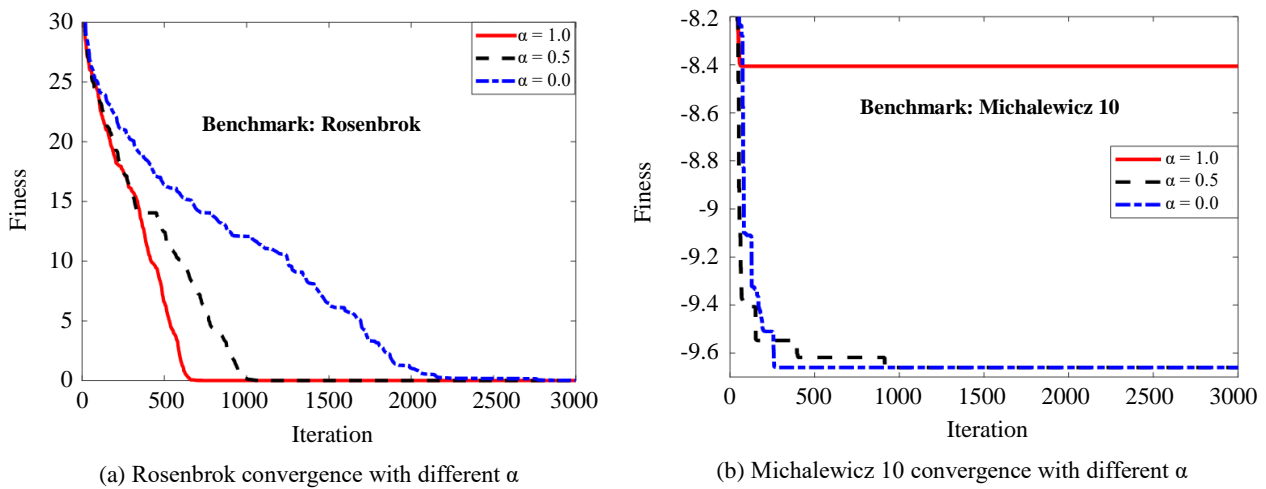 30
25
20
15
10
5
0
Finess
α = 1.0
α = 0.5
α = 0.0
Benchmark: Rosenbrok
0 500 1000 1500 2000 2500 3000
Iteration
(a) Rosenbrok convergence with different α
-8.2
-8.4
-8.6
-8.8
-9
-9.2
-9.4
-9.6
Finess
Benchmark: Michalewicz 10
α = 1.0
α = 0.5
α = 0.0
0 500 1000 1500 2000 2500 3000
Iteration
(b) Michalewicz 10 convergence with different α